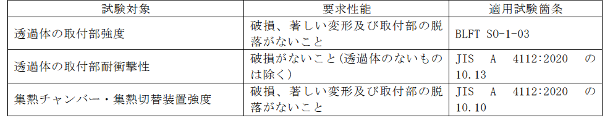 試験対象 要求性能 適用試験箇条
透過体の取付部強度 破損、著しい変形及び取付部の脱落がないこと BLFT SO-1-03
透過体の取付部耐衝撃性 破損がないこと(透過体のないものは除く) JIS A 4112:2020 の 10.13
集熱チャンバー・集熱切替装置強度 破損、著しい変形及び取付部の脱落がないこと JIS A 4112:2020 の 10.10